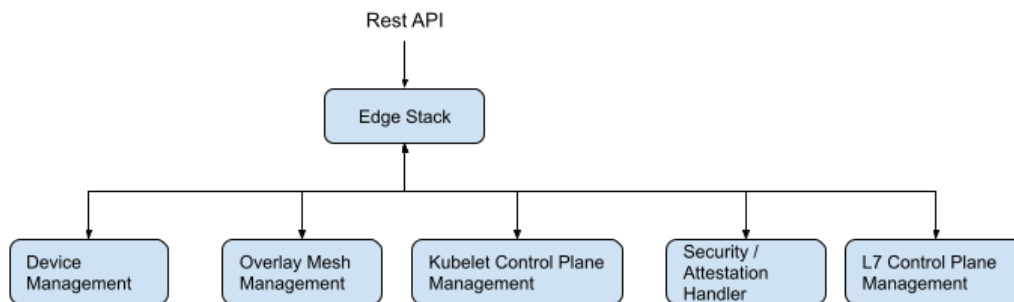 Rest API
Edge Stack
Device
Management
Overlay Mesh
Management
Kubelet Control Plane
Management
Security /
Attestation
Handler
L7 Control Plane
Management